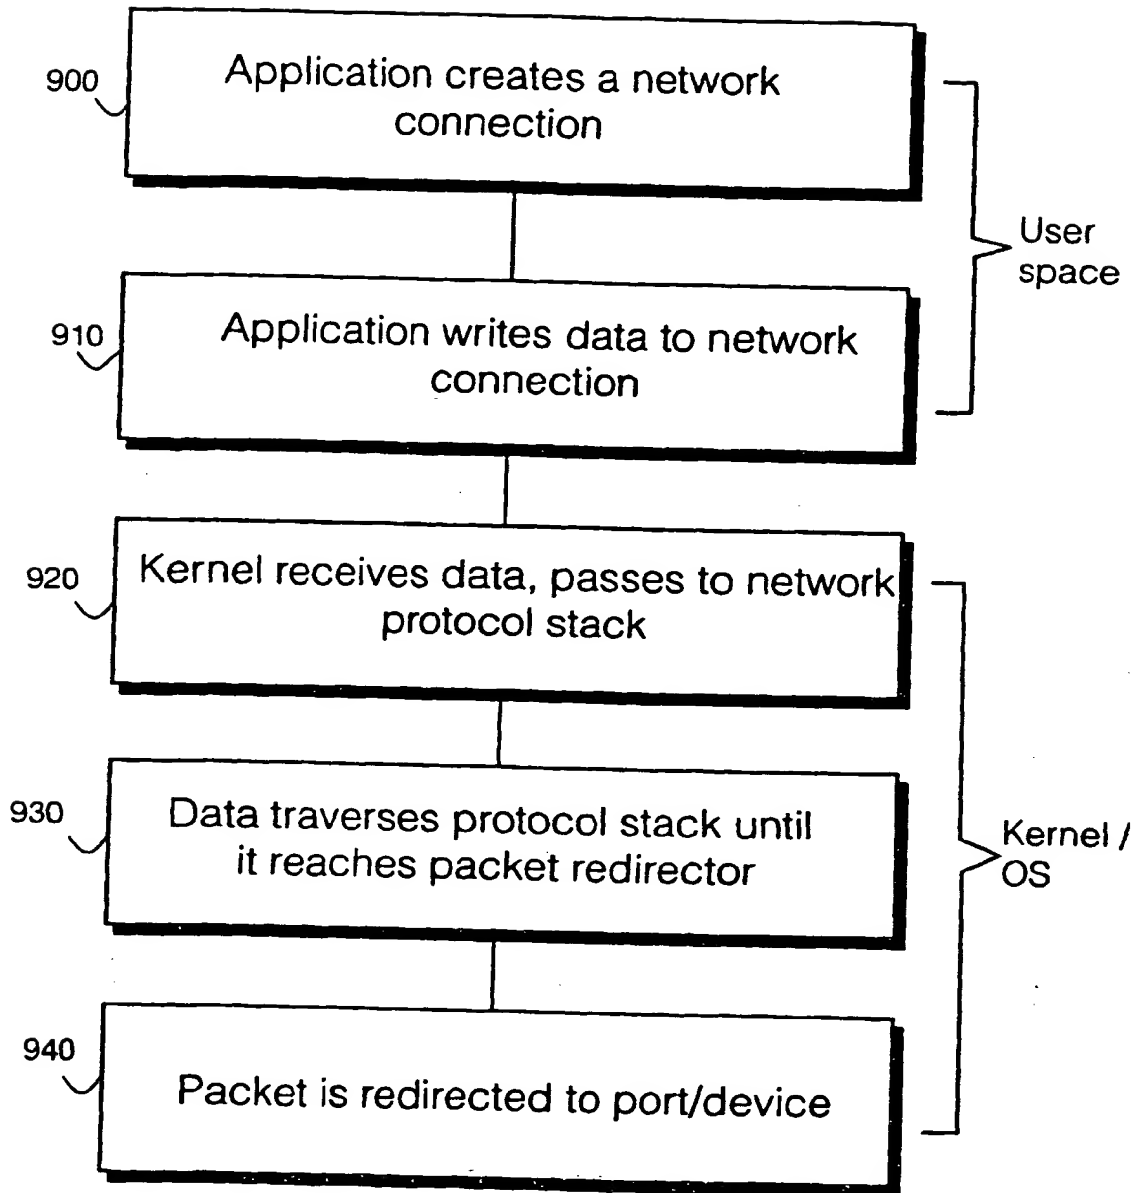 900
Application creates a network
connection
User
space
910
Application writes data to network
connection
920
Kernel receives data, passes to network
protocol stack
930
Data traverses protocol stack until
it reaches packet redirector
Kernel /
OS
940
Packet is redirected to port/device